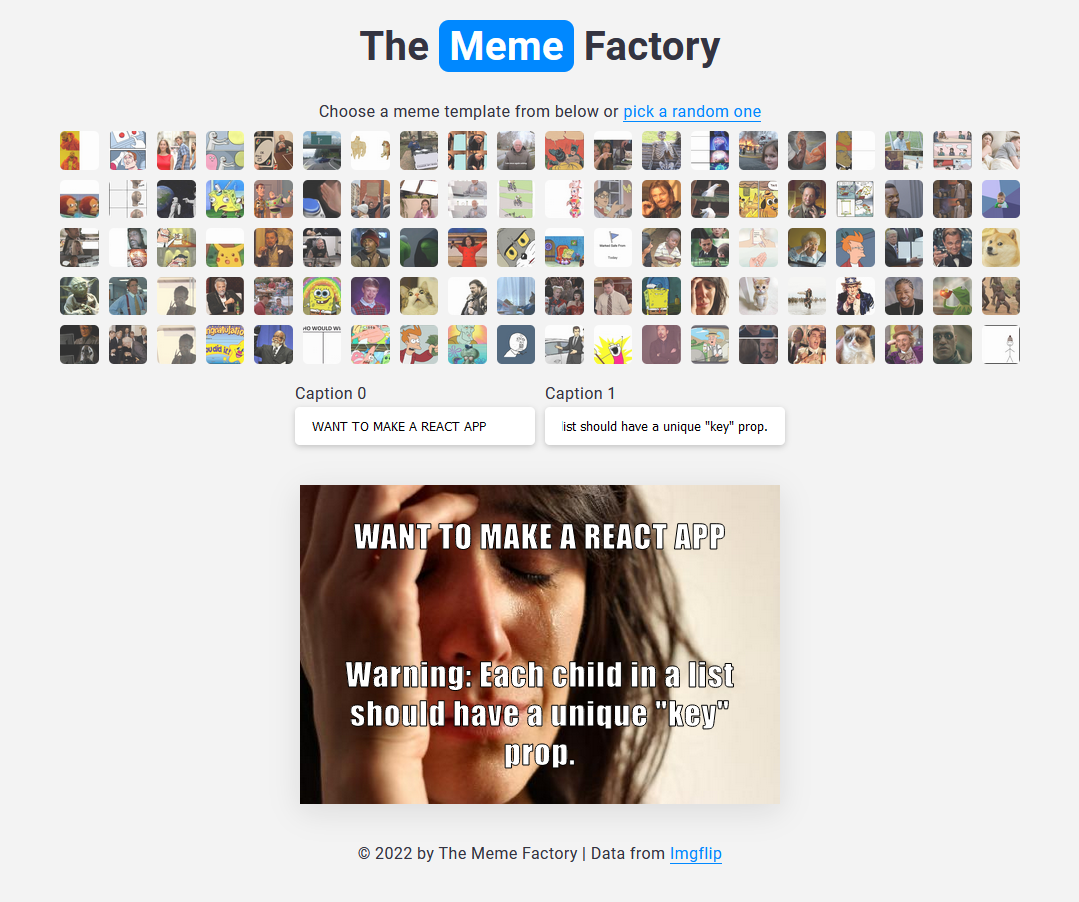 The Meme Factory
Choose a meme template from below or pick a random one
Caption 0
Caption 1
WANT TO MAKE A REACT APP
list should have a unique "key" prop.
WANT TO MAKE A REACT APP
Warning: Each child in a list
should have a unique "key"
prop.
© 2022 by The Meme Factory | Data from Imgflip